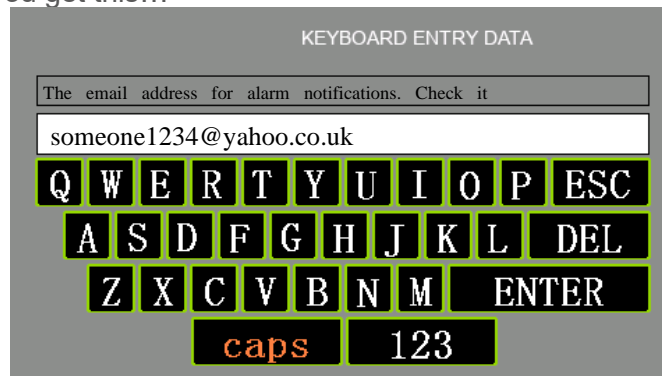 KEYBOARD ENTRY DATA
The email address for alarm notifications. Check it
someone1234@yahoo.co.uk
Q W E R T Y U I O P ESC
A S D F G H J K L DEL
Z X C V B N M ENTER
caps 123